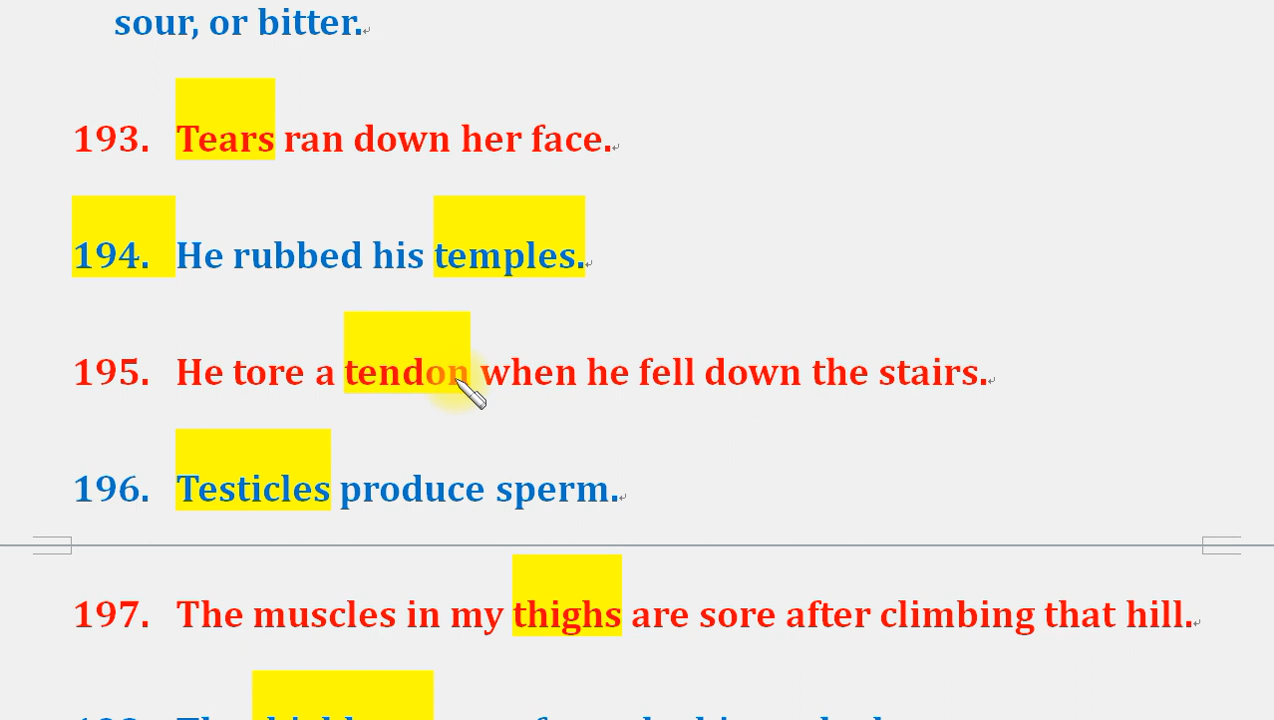 sour, or bitter.
193. Tears ran down her face.
194. He rubbed his temples.
195. He tore a tendon when he fell down the stairs.
196. Testicles produce sperm.
197. The muscles in my thighs are sore after climbing that hill.